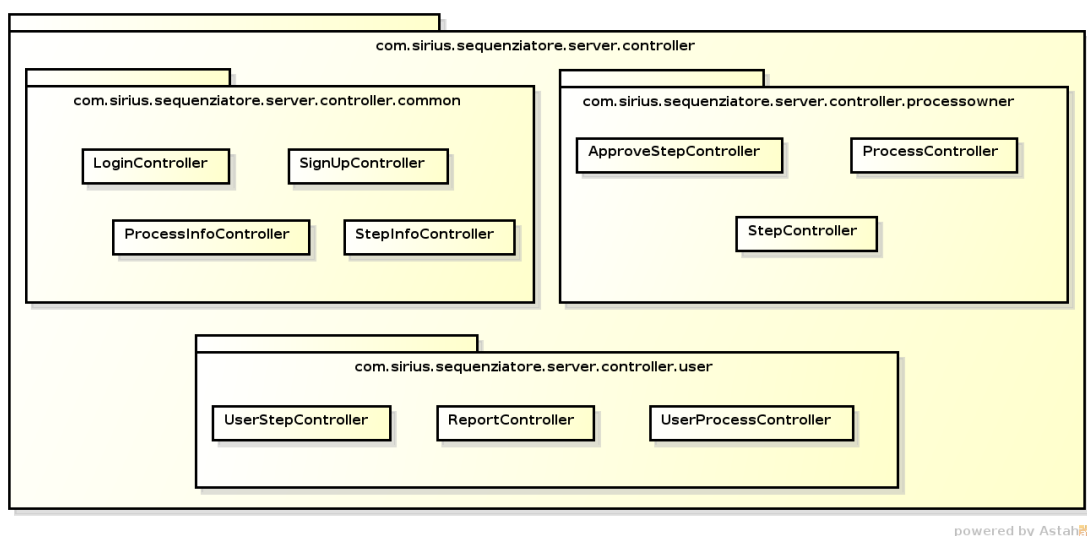 com.sirius.sequenziatore.server.controller
com.sirius.sequenziatore.server.controller.common
LoginController
SignUpController
ProcessInfoController
StepInfoController
com.sirius.sequenziatore.server.controller.processowner
ApproveStepController
ProcessController
StepController
com.sirius.sequenziatore.server.controller.user
UserStepController
ReportController
UserProcessController
powered by Astah